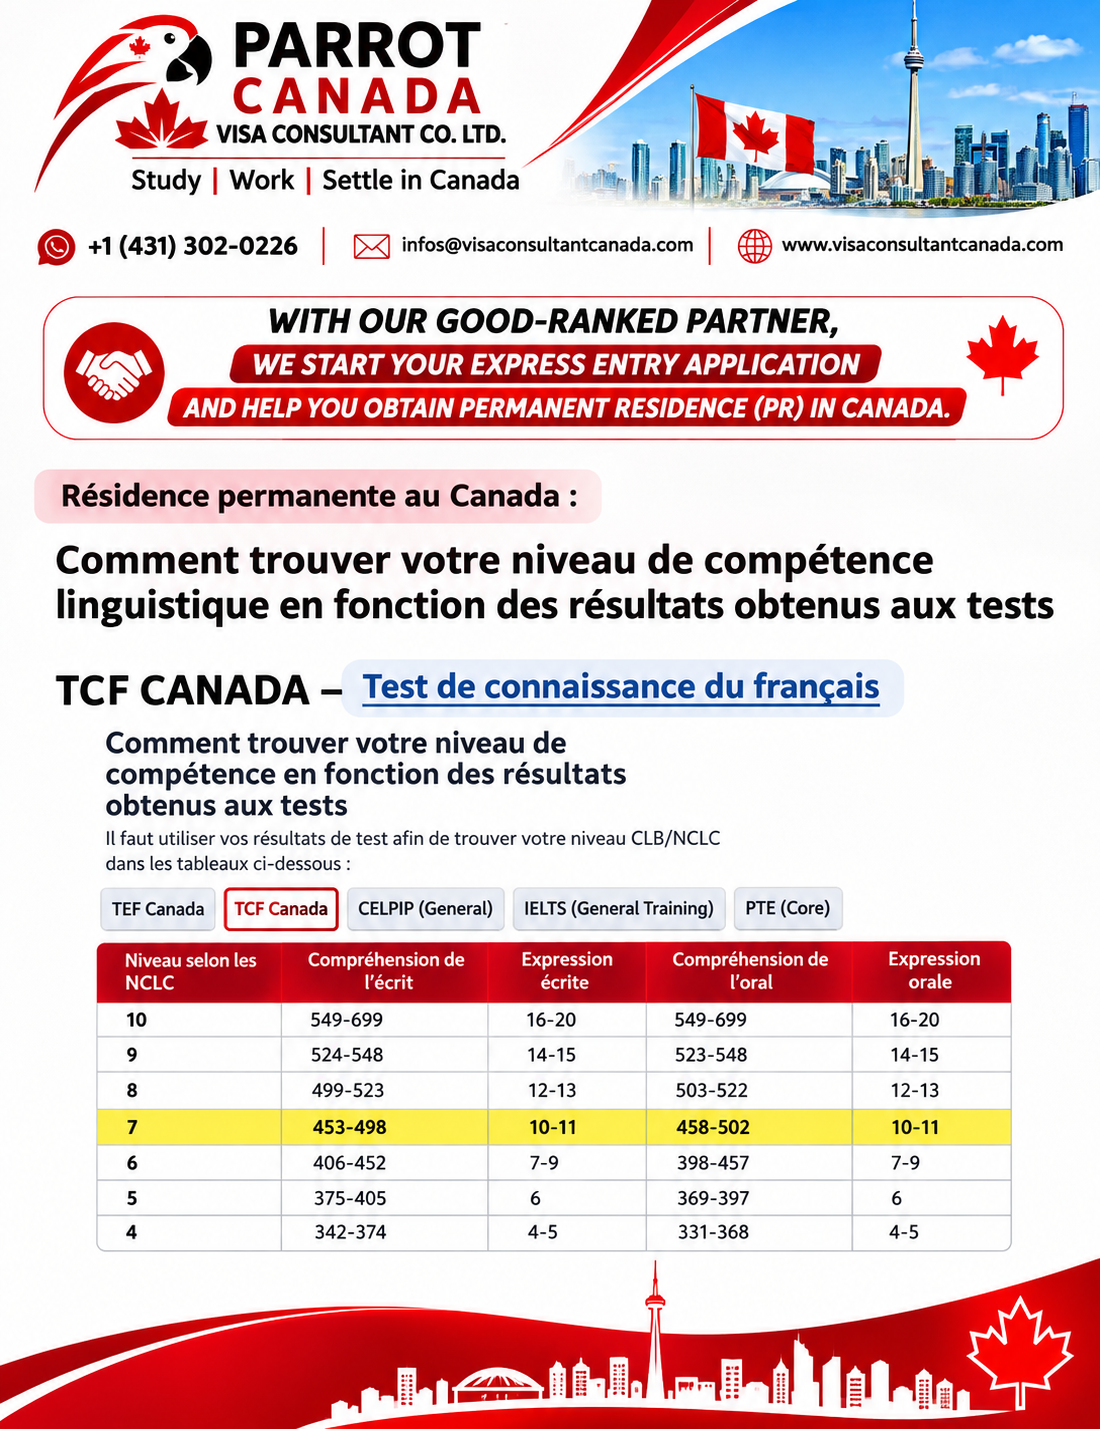 PARROT
CANADA
VISA CONSULTANT CO. LTD.
Study | Work | Settle in Canada
+1 (431) 302-0226 | infos@visaconsultantcanada.com | www.visaconsultantcanada.com
WITH OUR GOOD-RANKED PARTNER,
WE START YOUR EXPRESS ENTRY APPLICATION
AND HELP YOU OBTAIN PERMANENT RESIDENCE (PR) IN CANADA.
Résidence permanente au Canada :
Comment trouver votre niveau de compétence
linguistique en fonction des résultats obtenus aux tests
TCF CANADA – Test de connaissance du français
Comment trouver votre niveau de
compétence en fonction des résultats
obtenus aux tests
Il faut utiliser vos résultats de test afin de trouver votre niveau CLB/NCLC
dans les tableaux ci-dessous :
TEF Canada TCF Canada CELPIP (General) IELTS (General Training) PTE (Core)
Niveau selon les NCLC Compréhension de l'écrit Expression écrite Compréhension de l'oral Expression orale
10 549-699 16-20 549-699 16-20
9 524-548 14-15 523-548 14-15
8 499-523 12-13 503-522 12-13
7 453-498 10-11 458-502 10-11
6 406-452 7-9 398-457 7-9
5 375-405 6 369-397 6
4 342-374 4-5 331-368 4-5